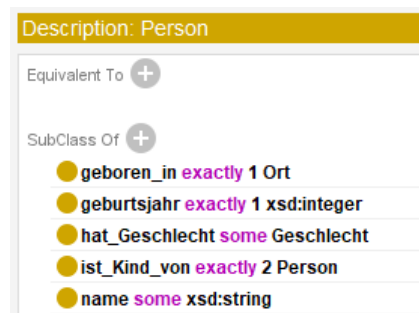 Description: Person
Equivalent To
SubClass Of
geboren_in exactly 1 Ort
geburtsjahr exactly 1 xsd:integer
hat_Geschlecht some Geschlecht
ist_Kind_von exactly 2 Person
name some xsd:string